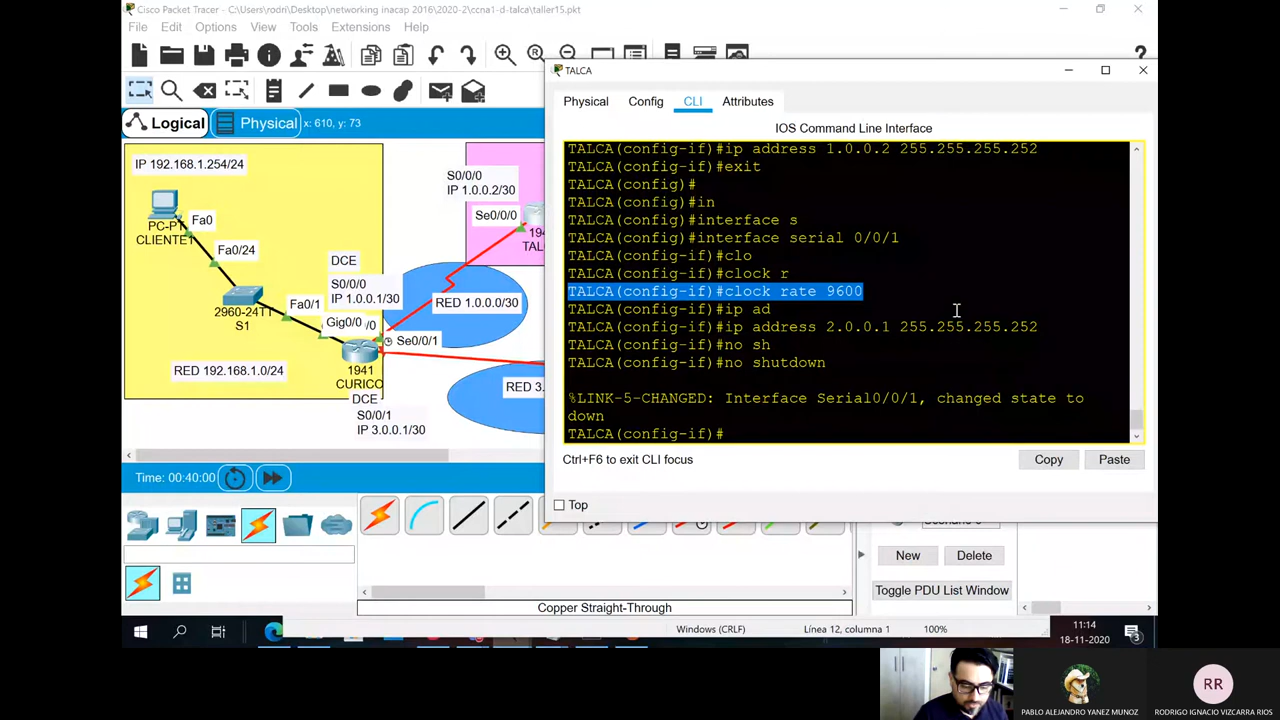 Cisco Packet Tracer - C:\Users\rodri\Desktop\networking inacap 2016\2020-2\ccna1-d-talca\taller15.pkt
File Edit Options View Tools Extensions Help
Logical Physical x: 610, y: 73
IP 192.168.1.254/24
PC-PT
CLIENTE1
Fa0
Fa0/24
2960-24TT
S1
Fa0/1
DCE
S0/0/0
IP 1.0.0.1/30
Gig0/0
/0
Se0/0/1
1941
CURICO
DCE
S0/0/1
IP 3.0.0.1/30
RED 192.168.1.0/24
S0/0/0
IP 1.0.0.2/30
Se0/0/0
194
TAL
RED 1.0.0.0/30
RED 3.
TALCA
Physical Config CLI Attributes
IOS Command Line Interface
TALCA(config-if)#ip address 1.0.0.2 255.255.255.252
TALCA(config-if)#exit
TALCA(config)#
TALCA(config)#in
TALCA(config)#interface s
TALCA(config)#interface serial 0/0/1
TALCA(config-if)#clo
TALCA(config-if)#clock r
TALCA(config-if)#clock rate 9600
TALCA(config-if)#ip ad
TALCA(config-if)#ip address 2.0.0.1 255.255.255.252
TALCA(config-if)#no sh
TALCA(config-if)#no shutdown
%LINK-5-CHANGED: Interface Serial0/0/1, changed state to
down
TALCA(config-if)#
Ctrl+F6 to exit CLI focus
Copy Paste
Top
Time: 00:40:00
New Delete
Toggle PDU List Window
Copper Straight-Through
Windows (CRLF) Línea 12, columna 1 100%
11:14
18-11-2020
3
RR
PABLO ALEJANDRO YANEZ MUNOZ
RODRIGO IGNACIO VIZCARRA RIOS